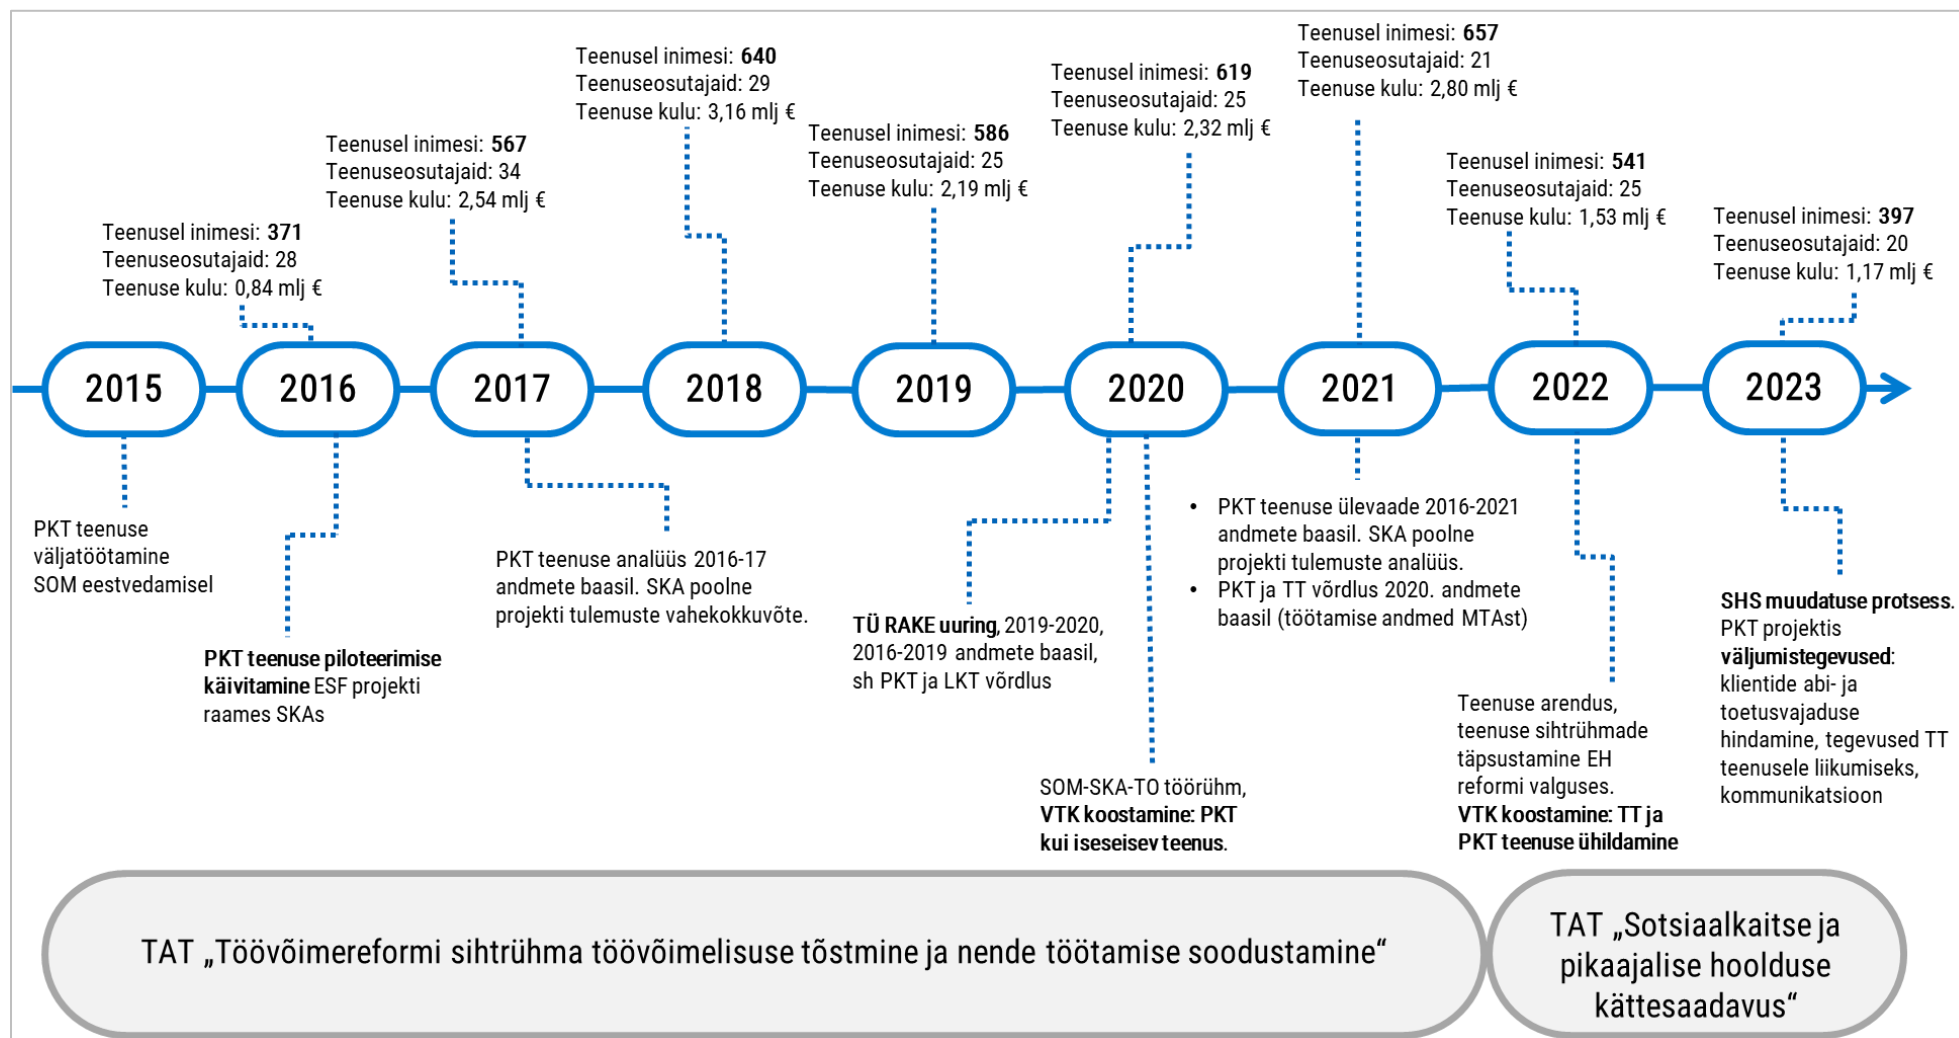 Teenusel inimesi: 371
Teenuseosutajaid: 28
Teenuse kulu: 0,84 mlj €
Teenusel inimesi: 567
Teenuseosutajaid: 34
Teenuse kulu: 2,54 mlj €
Teenusel inimesi: 640
Teenuseosutajaid: 29
Teenuse kulu: 3,16 mlj €
Teenusel inimesi: 586
Teenuseosutajaid: 25
Teenuse kulu: 2,19 mlj €
Teenusel inimesi: 619
Teenuseosutajaid: 25
Teenuse kulu: 2,32 mlj €
Teenusel inimesi: 657
Teenuseosutajaid: 21
Teenuse kulu: 2,80 mlj €
Teenusel inimesi: 541
Teenuseosutajaid: 25
Teenuse kulu: 1,53 mlj €
Teenusel inimesi: 397
Teenuseosutajaid: 20
Teenuse kulu: 1,17 mlj €
2015
2016
2017
2018
2019
2020
2021
2022
2023
PKT teenuse
väljatöötamine
SOM eestvedamisel
PKT teenuse piloteerimise
käivitamine ESF projekti
raames SKAs
PKT teenuse analüüs 2016-17
andmete baasil. SKA poolne
projekti tulemuste vahekokkuvõte.
TÜ RAKE uuring, 2019-2020,
2016-2019 andmete baasil,
sh PKT ja LKT võrdlus
SOM-SKA-TO töörühm,
VTK koostamine: PKT
kui iseseisev teenus.
• PKT teenuse ülevaade 2016-2021
andmete baasil. SKA poolne
projekti tulemuste analüüs.
• PKT ja TT võrdlus 2020. andmete
baasil (töötamise andmed MTAst)
Teenuse arendus,
teenuse sihtrühmade
täpsustamine EH
reformi valguses.
VTK koostamine: TT ja
PKT teenuse ühildamine
SHS muudatuse protsess.
PKT projektis
väljumistegevused:
klientide abi- ja
toetusvajaduse
hindamine, tegevused TT
teenusele liikumiseks,
kommunikatsioon
TAT „Töövõimereformi sihtrühma töövõimelisuse tõstmine ja nende töötamise soodustamine“
TAT „Sotsiaalkaitse ja
pikaajalise hoolduse
kättesaadavus“